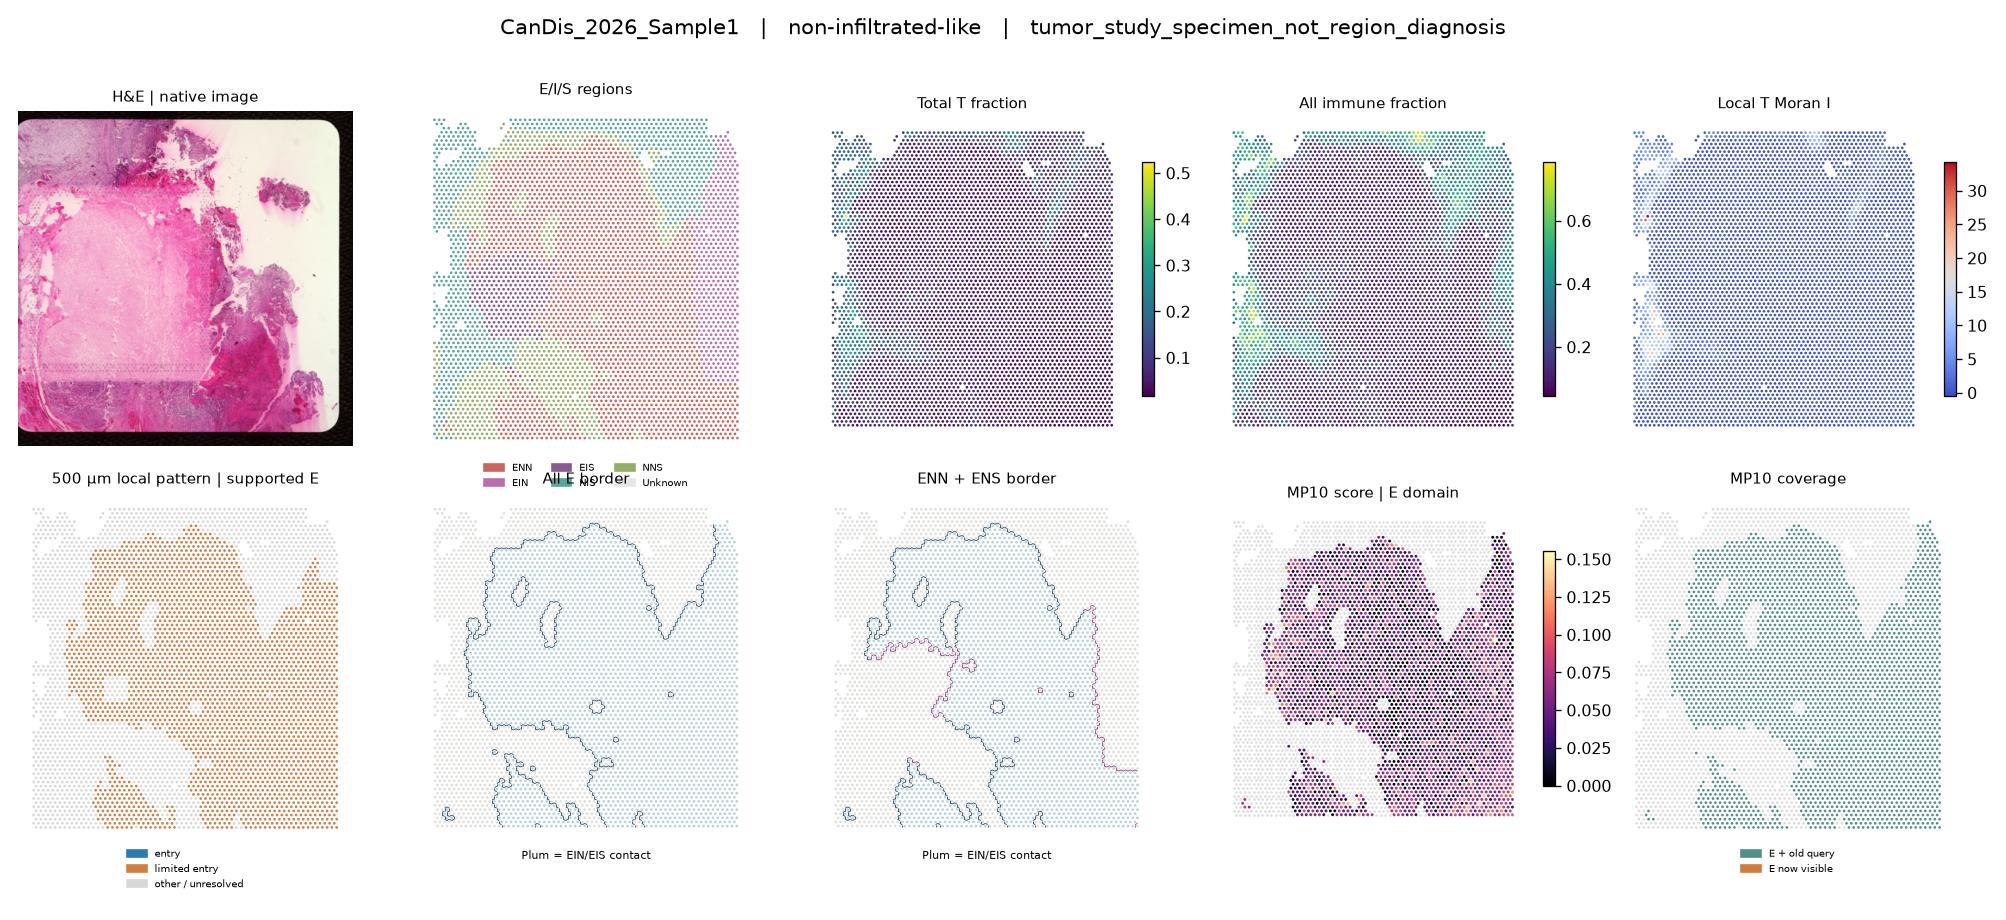 CanDis_2026_Sample1 | non-infiltrated-like | tumor_study_specimen_not_region_diagnosis
H&E | native image
E/I/S regions
Total T fraction
All immune fraction
Local T Moran I
0.5
0.4
0.3
0.2
0.1
0.6
0.4
0.2
30
25
20
15
10
5
0
ENN
EIS
NNS
EIN
NIS
Unknown
500 µm local pattern | supported E
All E border
ENN + ENS border
MP10 score | E domain
MP10 coverage
0.150
0.125
0.100
0.075
0.050
0.025
0.000
entry
limited entry
other / unresolved
Plum = EIN/EIS contact
Plum = EIN/EIS contact
E + old query
E now visible